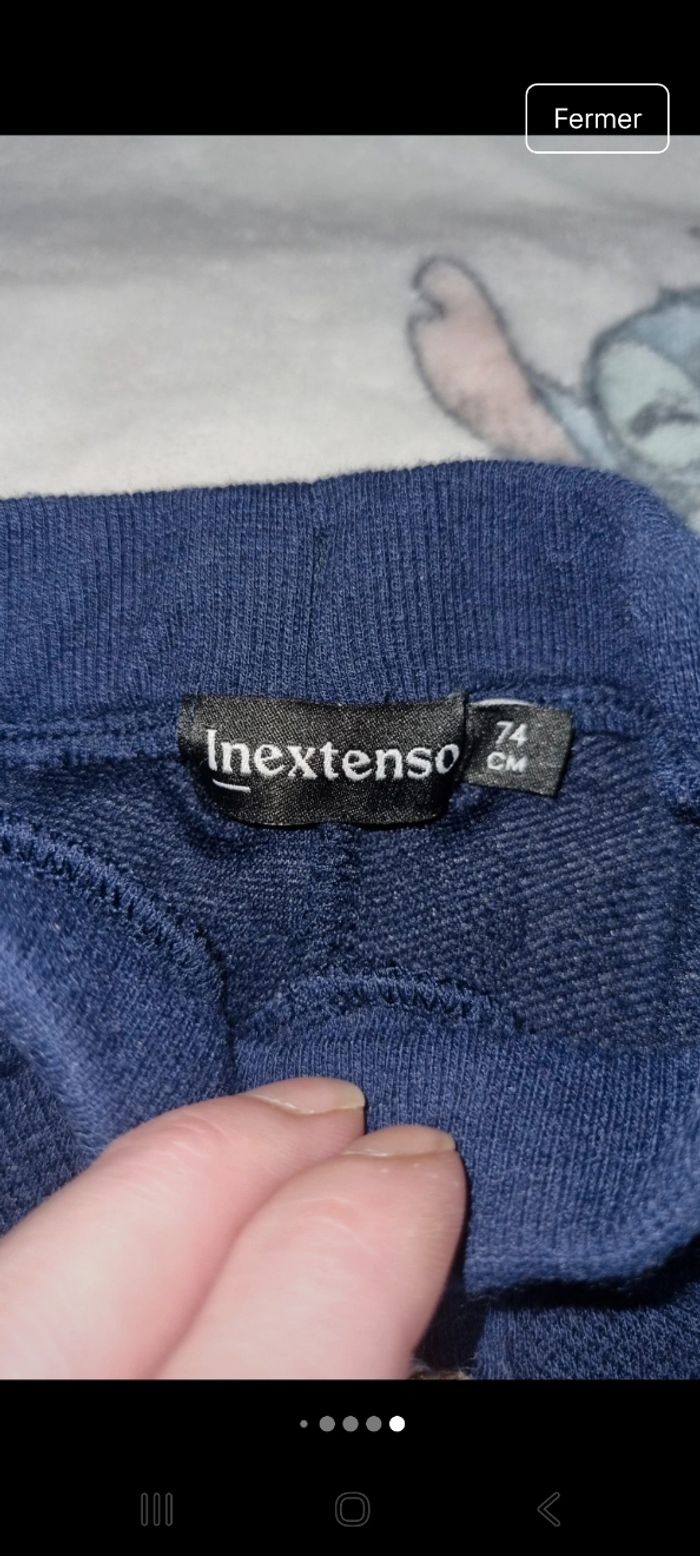 Fermer
Inextenso
74
CM